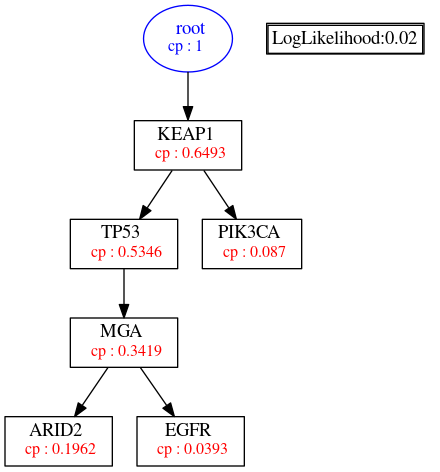 root
cp : 1
LogLikelihood:0.02
KEAP1
cp : 0.6493
TP53
cp : 0.5346
PIK3CA
cp : 0.087
MGA
cp : 0.3419
ARID2
cp : 0.1962
EGFR
cp : 0.0393